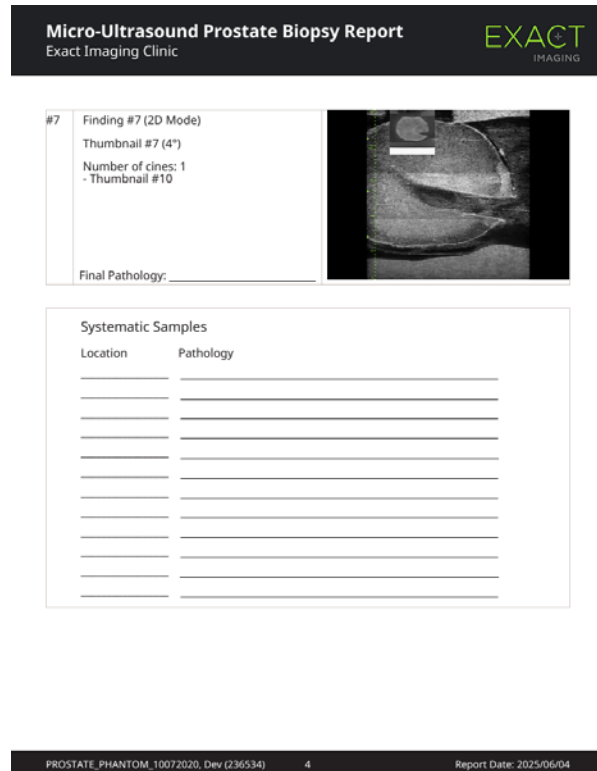 Micro-Ultrasound Prostate Biopsy Report
Exact Imaging Clinic
EXACT
IMAGING
#7 Finding #7 (2D Mode)
Thumbnail #7 (4°)
Number of cines: 1
- Thumbnail #10
Final Pathology:
Systematic Samples
Location Pathology
PROSTATE_PHANTOM_10072020, Dev (236534) 4 Report Date: 2025/06/04